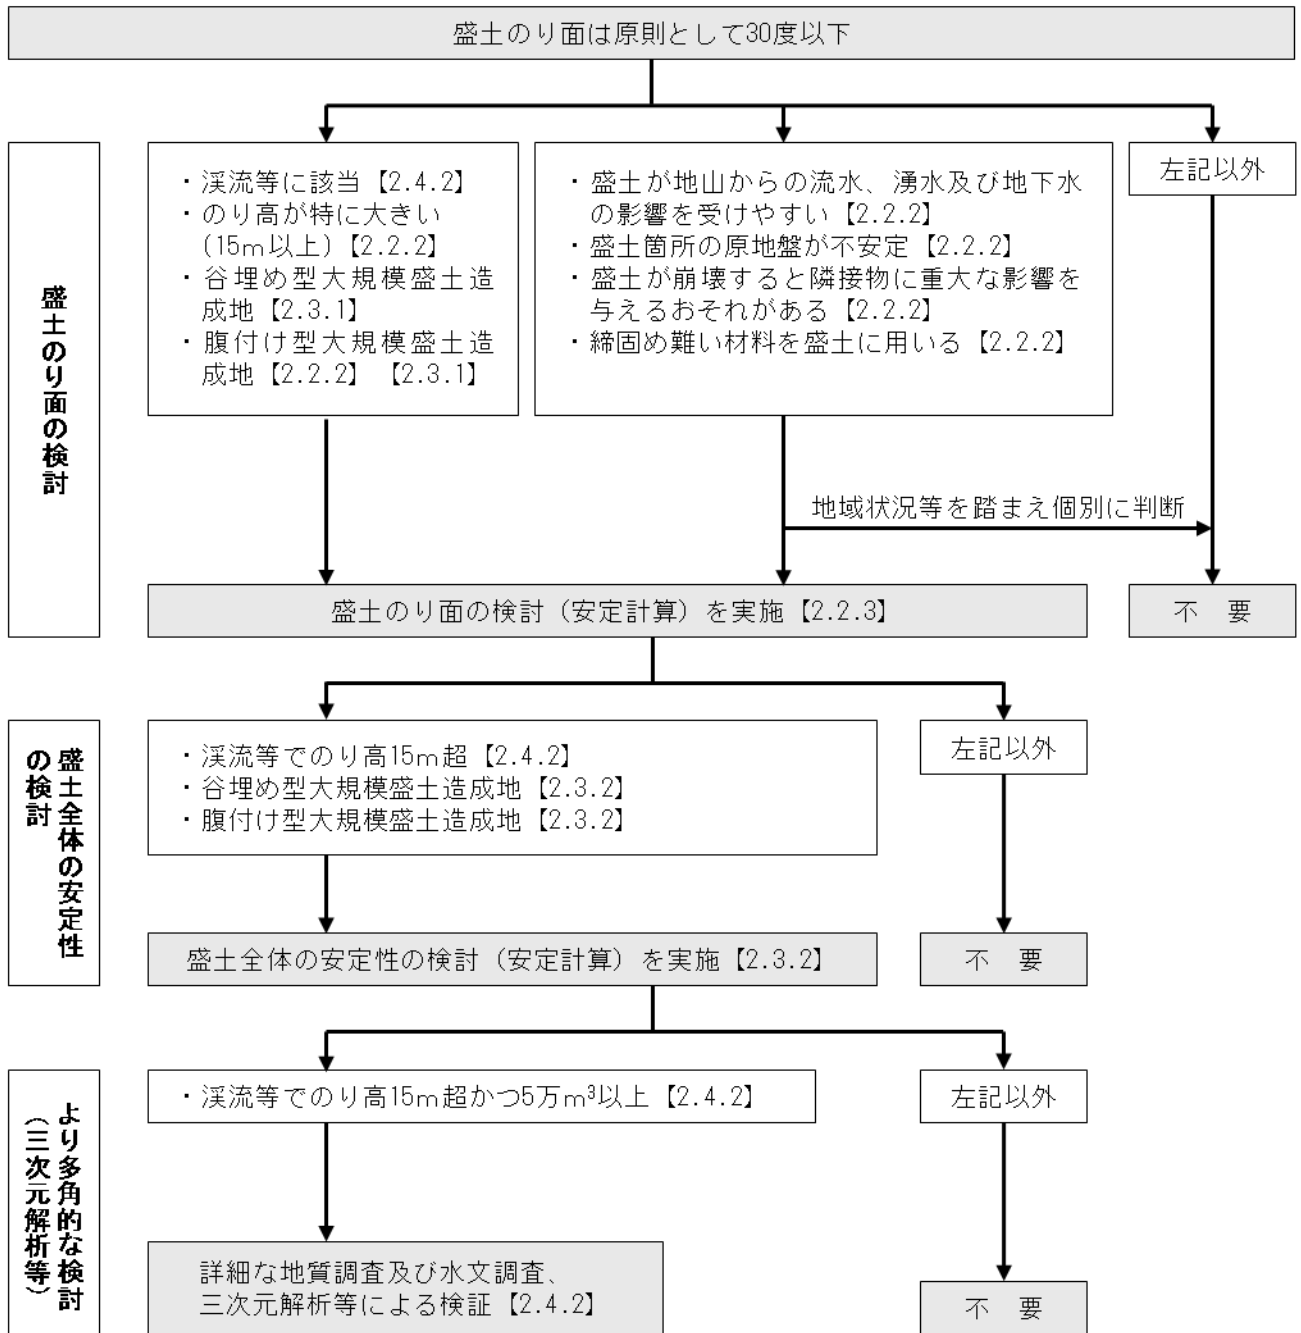 盛土のり面は原則として30度以下
盛土のり面の検討
・渓流等に該当【2.4.2】
・のり高が特に大きい
(15m以上)【2.2.2】
・谷埋め型大規模盛土造
成地【2.3.1】
・腹付け型大規模盛土造
成地【2.2.2】【2.3.1】
・盛土が地山からの流水、湧水及び地下水
の影響を受けやすい【2.2.2】
・盛土箇所の原地盤が不安定【2.2.2】
・盛土が崩壊すると隣接物に重大な影響を
与えるおそれがある【2.2.2】
・締固め難い材料を盛土に用いる【2.2.2】
左記以外
地域状況等を踏まえ個別に判断
盛土のり面の検討（安定計算）を実施【2.2.3】
不 要
盛土全体の安定性
の検討
・渓流等でのり高15m超【2.4.2】
・谷埋め型大規模盛土造成地【2.3.2】
・腹付け型大規模盛土造成地【2.3.2】
左記以外
盛土全体の安定性の検討（安定計算）を実施【2.3.2】
不 要
より多角的な検討
（三次元解析等）
・渓流等でのり高15m超かつ5万m³以上【2.4.2】
左記以外
詳細な地質調査及び水文調査、
三次元解析等による検証【2.4.2】
不 要